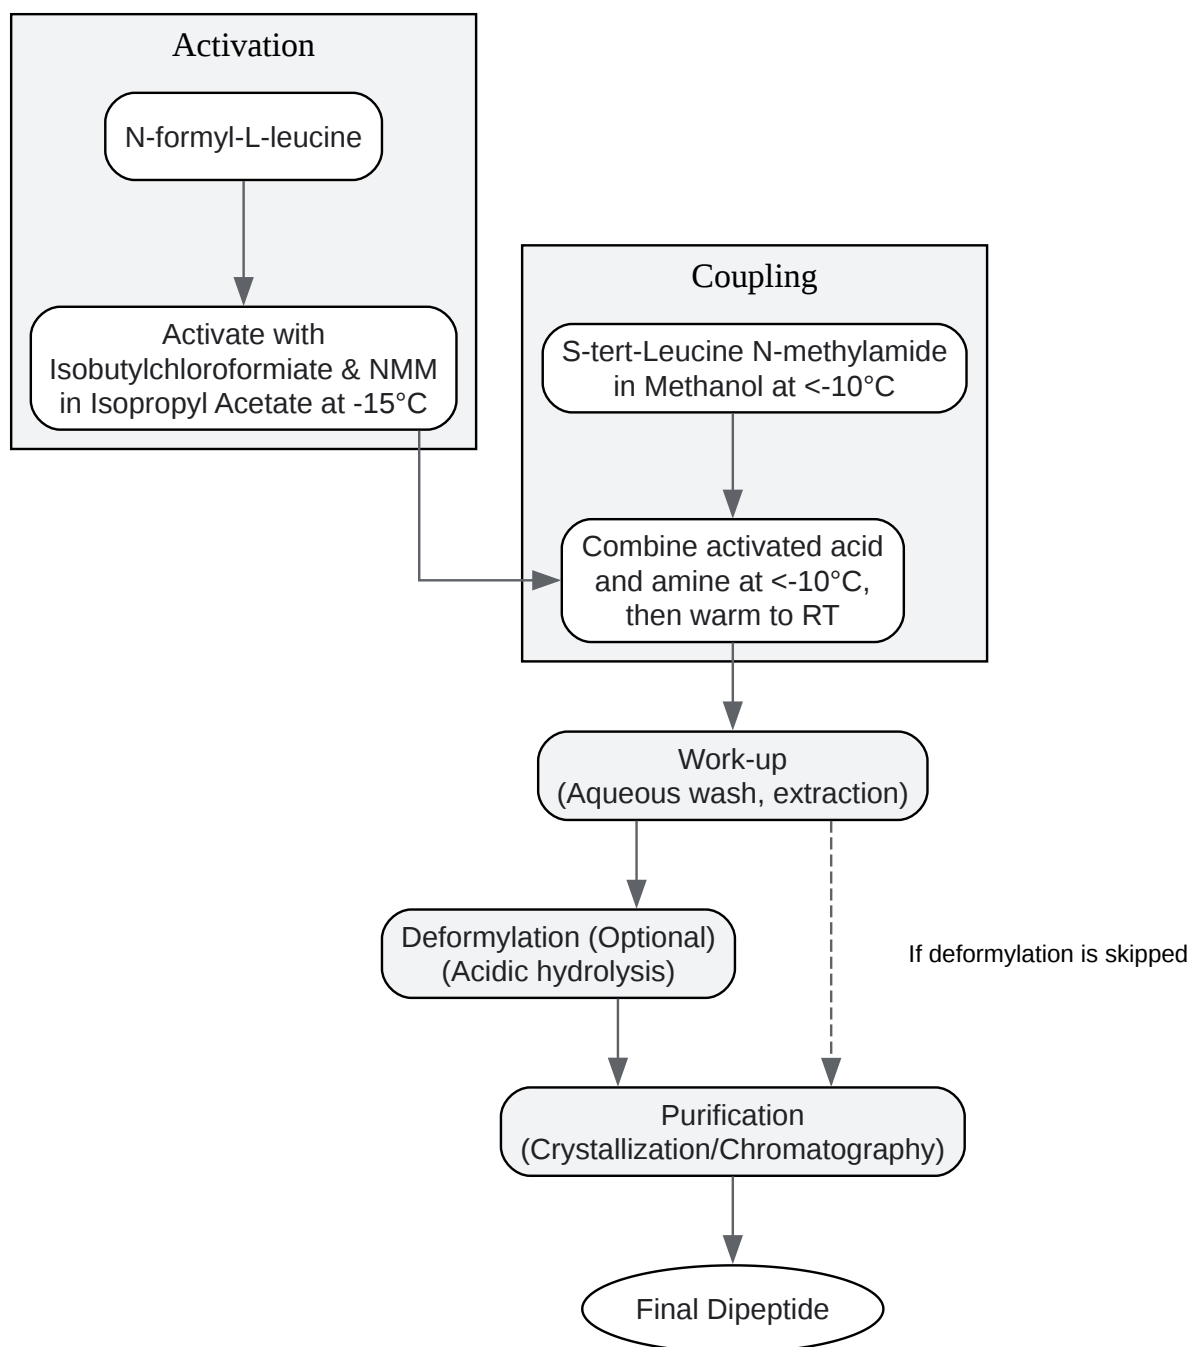 Activation
N-formyl-L-leucine
Activate with
Isobutylchloroformiate & NMM
in Isopropyl Acetate at -15°C
Coupling
S-tert-Leucine N-methylamide
in Methanol at <-10°C
Combine activated acid
and amine at <-10°C,
then warm to RT
Work-up
(Aqueous wash, extraction)
Deformylation (Optional)
(Acidic hydrolysis)
If deformylation is skipped
Purification
(Crystallization/Chromatography)
Final Dipeptide